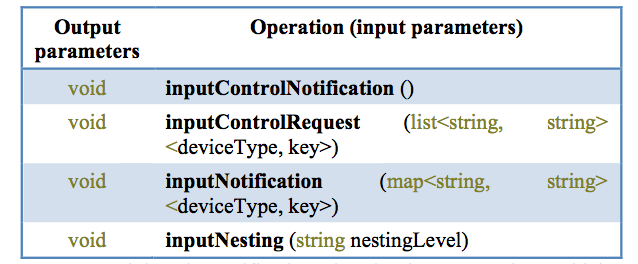 Output Operation (input parameters)
parameters
void inputControlNotification ()
void inputControlRequest (list<string, string>
<deviceType, key>)
void inputNotification (map<string, string>
<deviceType, key>)
void inputNesting (string nestingLevel)